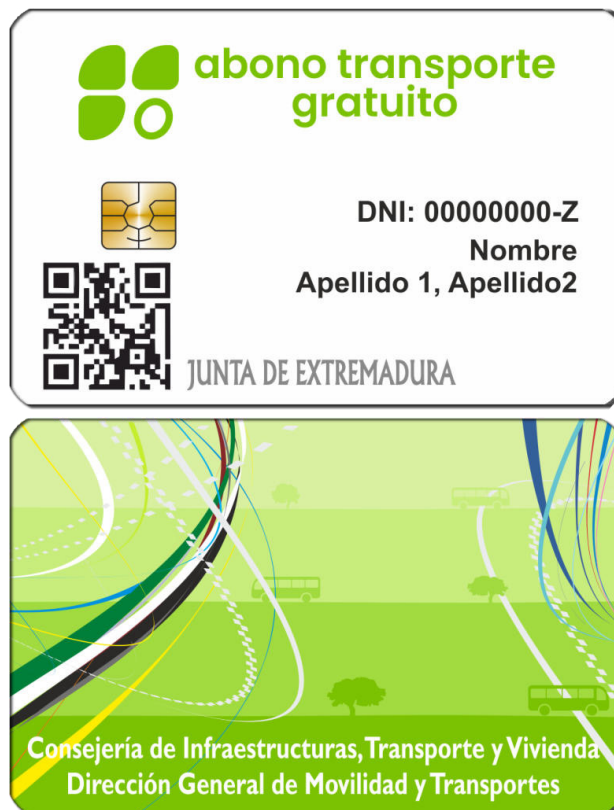 abono transporte
gratuito
DNI: 00000000-Z
Nombre
Apellido 1, Apellido2
JUNTA DE EXTREMADURA
Consejería de Infraestructuras, Transporte y Vivienda
Dirección General de Movilidad y Transportes